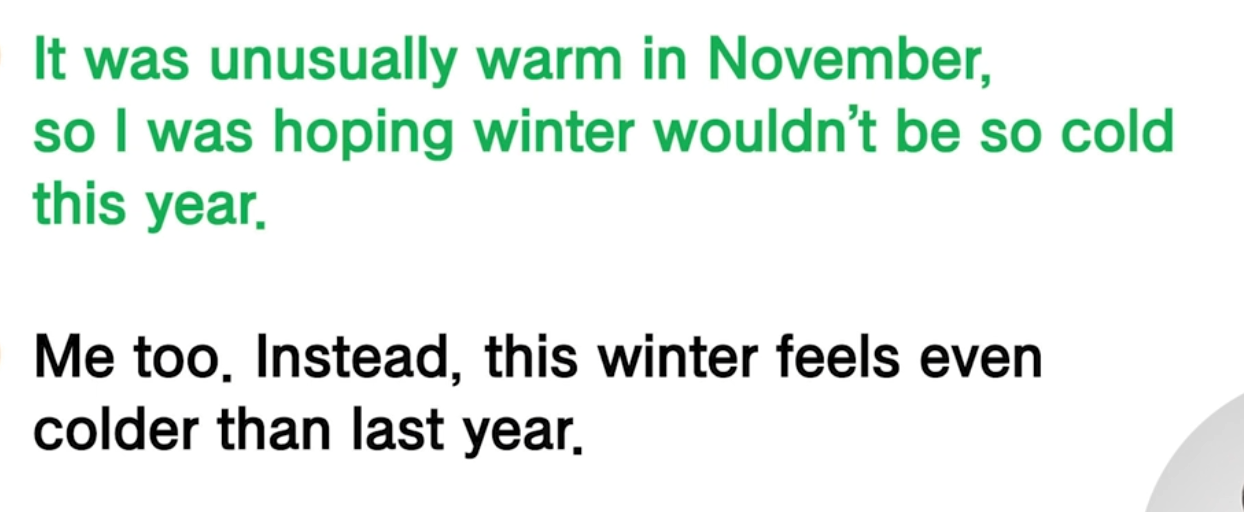 It was unusually warm in November,
so I was hoping winter wouldn’t be so cold
this year.
Me too. Instead, this winter feels even
colder than last year.